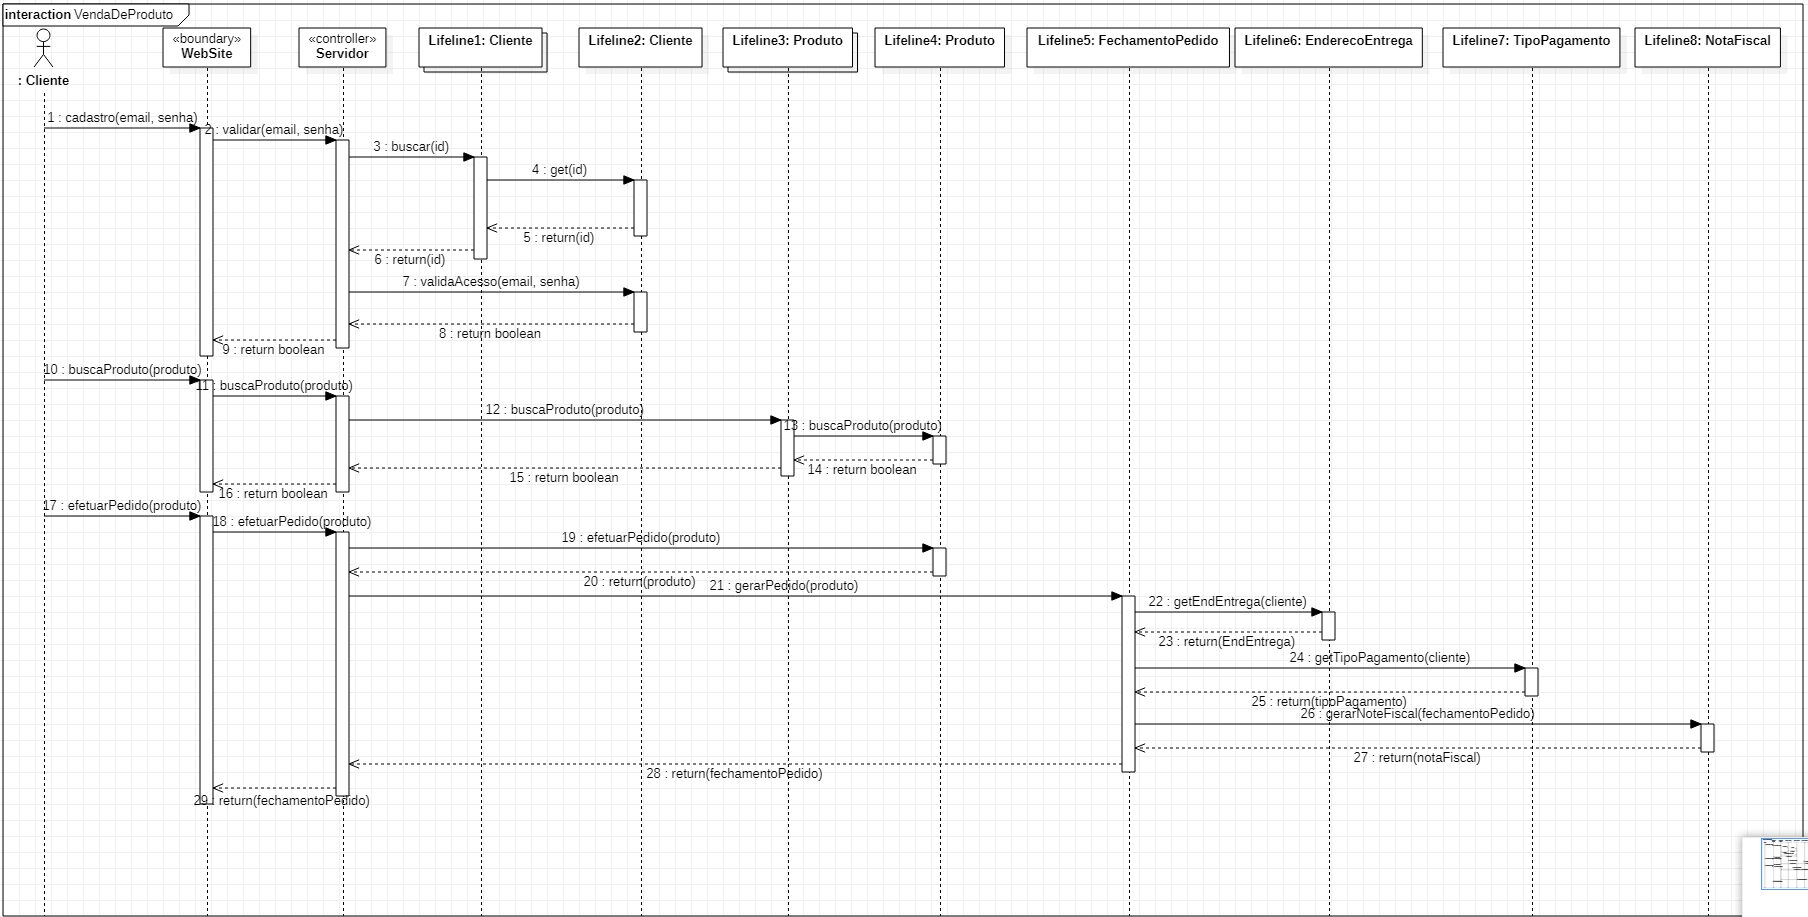 interaction VendaDeProduto
: Cliente
«boundary»
WebSite
«controller»
Servidor
Lifeline1: Cliente
Lifeline2: Cliente
Lifeline3: Produto
Lifeline4: Produto
Lifeline5: FechamentoPedido
Lifeline6: EnderecoEntrega
Lifeline7: TipoPagamento
Lifeline8: NotaFiscal
1 : cadastro(email, senha)
2 : validar(email, senha)
3 : buscar(id)
4 : get(id)
5 : return(id)
6 : return(id)
7 : validaAcesso(email, senha)
8 : return boolean
9 : return boolean
10 : buscaProduto(produto)
11 : buscaProduto(produto)
12 : buscaProduto(produto)
13 : buscaProduto(produto)
14 : return boolean
15 : return boolean
16 : return boolean
17 : efetuarPedido(produto)
18 : efetuarPedido(produto)
19 : efetuarPedido(produto)
20 : return(produto)
21 : gerarPedido(produto)
22 : getEndEntrega(cliente)
23 : return(EndEntrega)
24 : getTipoPagamento(cliente)
25 : return(tipoPagamento)
26 : gerarNoteFiscal(fechamentoPedido)
27 : return(notaFiscal)
28 : return(fechamentoPedido)
29 : return(fechamentoPedido)